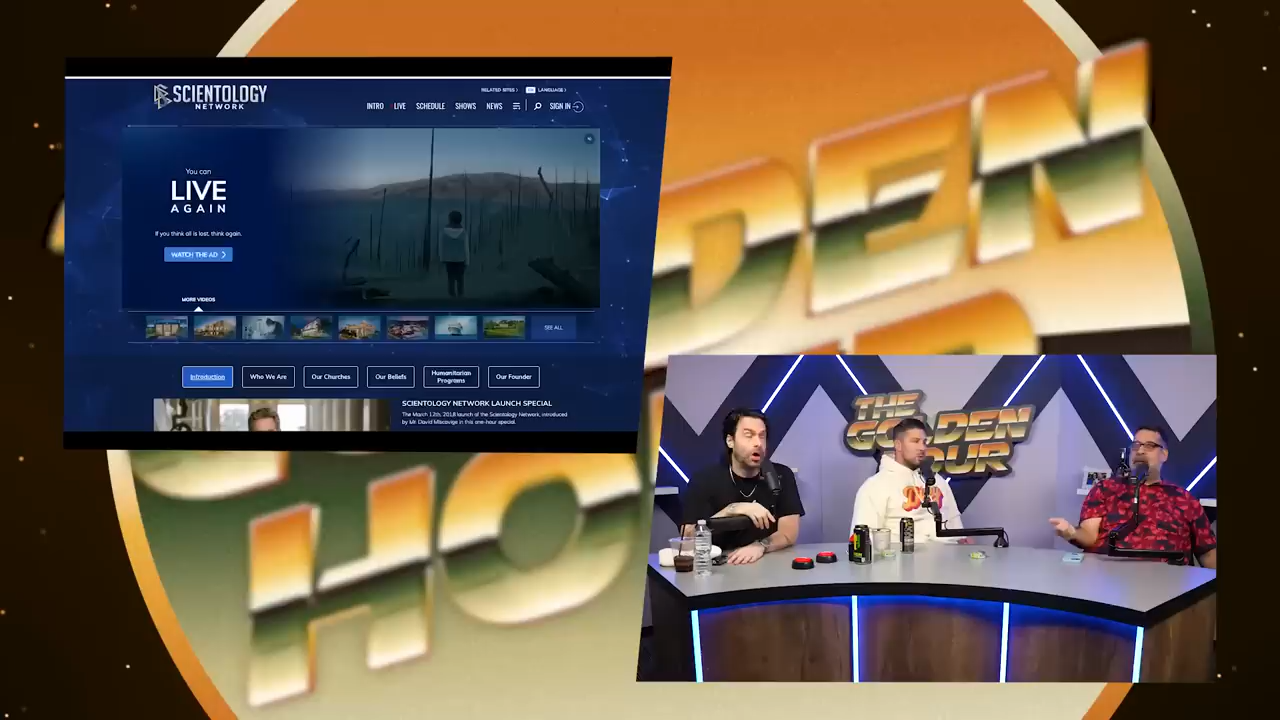 SCIENTOLOGY
NETWORK
RELATED SITES
LANGUAGE
INTRO
LIVE
SCHEDULE
SHOWS
NEWS
SIGN IN
You can
LIVE
AGAIN
If you think all is lost, think again.
WATCH THE AD
MORE VIDEOS
SEE ALL
Introduction
Who We Are
Our Churches
Our Beliefs
Humanitarian
Programs
Our Founder
SCIENTOLOGY NETWORK LAUNCH SPECIAL
The March 12th, 2018 launch of the Scientology Network, introduced
by Mr. David Miscavige in this one-hour special.
DEN
HO
THE
GOLDEN
OUR